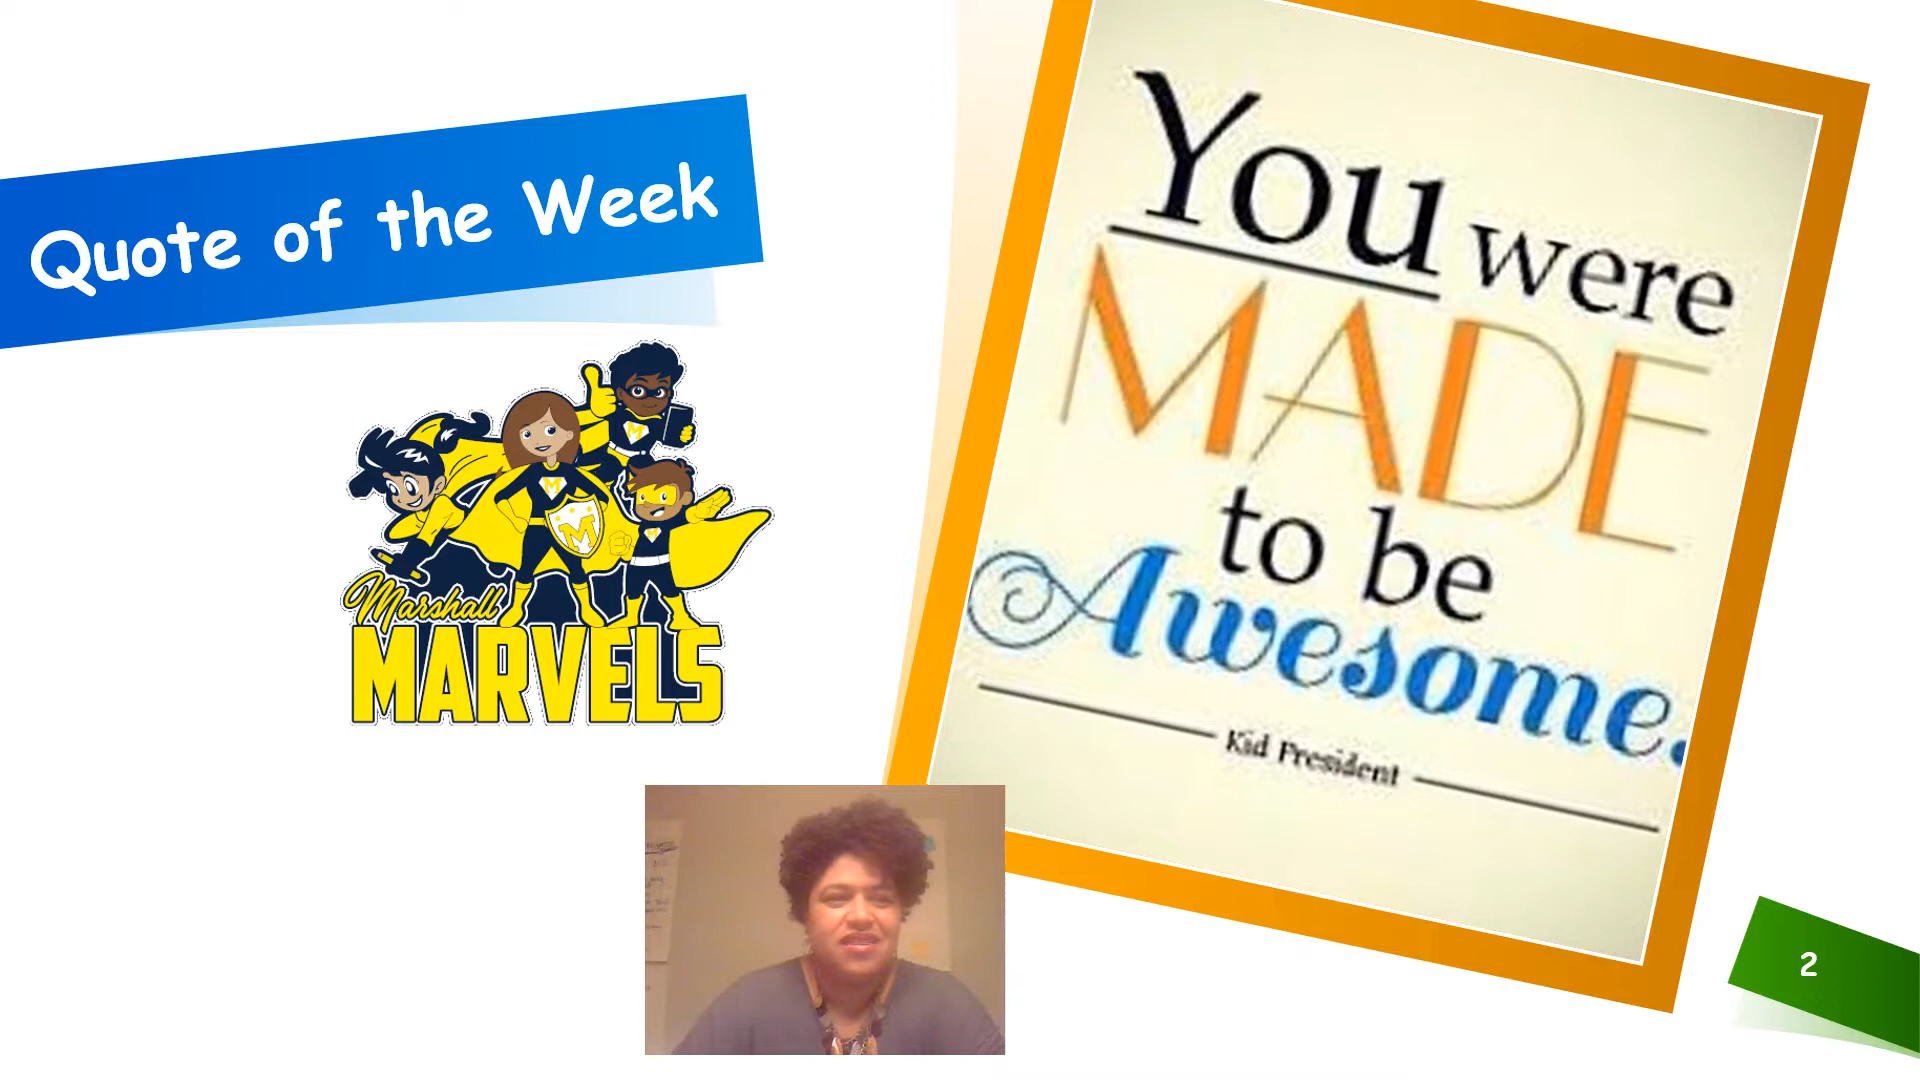 Quote of the Week
Marshall
MARVELS
You were
MADE
to be
Awesome.
Kid President
2